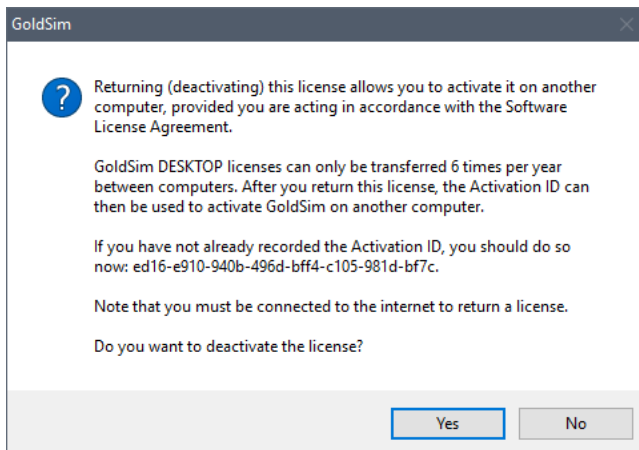 GoldSim
Returning (deactivating) this license allows you to activate it on another
computer, provided you are acting in accordance with the Software
License Agreement.
GoldSim DESKTOP licenses can only be transferred 6 times per year
between computers. After you return this license, the Activation ID can
then be used to activate GoldSim on another computer.
If you have not already recorded the Activation ID, you should do so
now: ed16-e910-940b-496d-bff4-c105-981d-bf7c.
Note that you must be connected to the internet to return a license.
Do you want to deactivate the license?
Yes
No